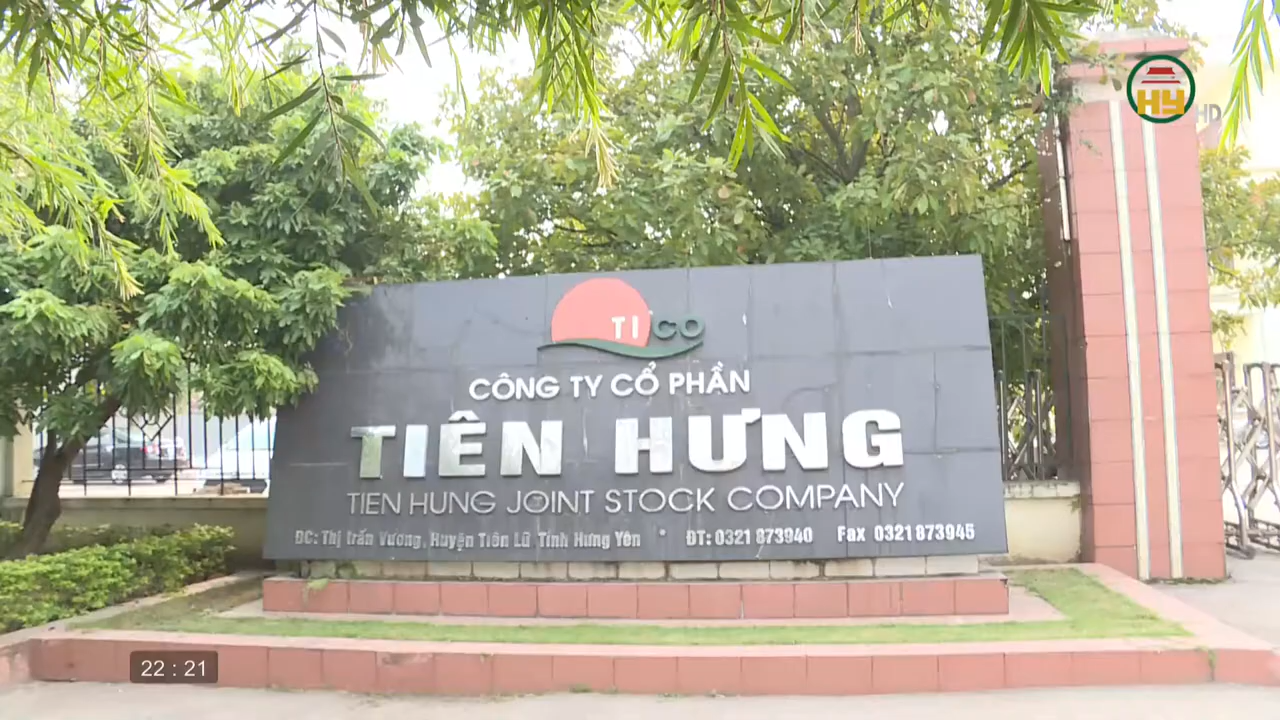 HY HD
TICO
CÔNG TY CỔ PHẦN
TIÊN HƯNG
TIEN HUNG JOINT STOCK COMPANY
ĐC: Thị trấn Vương, Huyện Tiên Lữ Tỉnh Hưng Yên * ĐT: 0321 873940 Fax 0321 873945
22 : 21